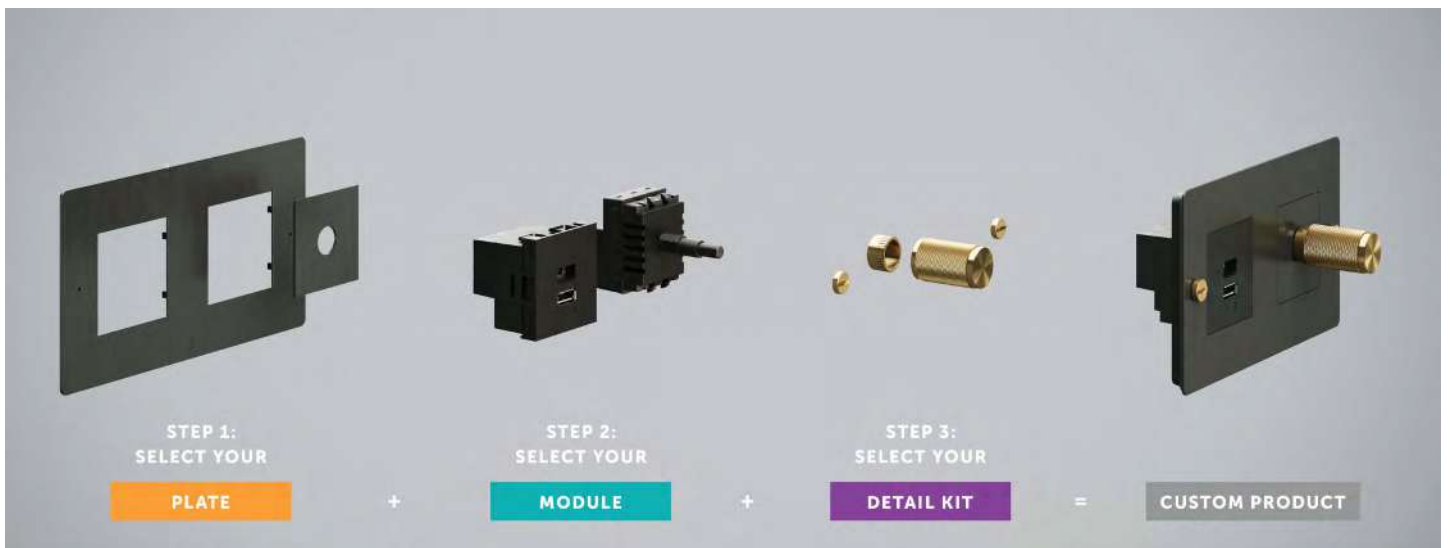 STEP 1:
SELECT YOUR
PLATE
+
STEP 2:
SELECT YOUR
MODULE
+
STEP 3:
SELECT YOUR
DETAIL KIT
=
CUSTOM PRODUCT